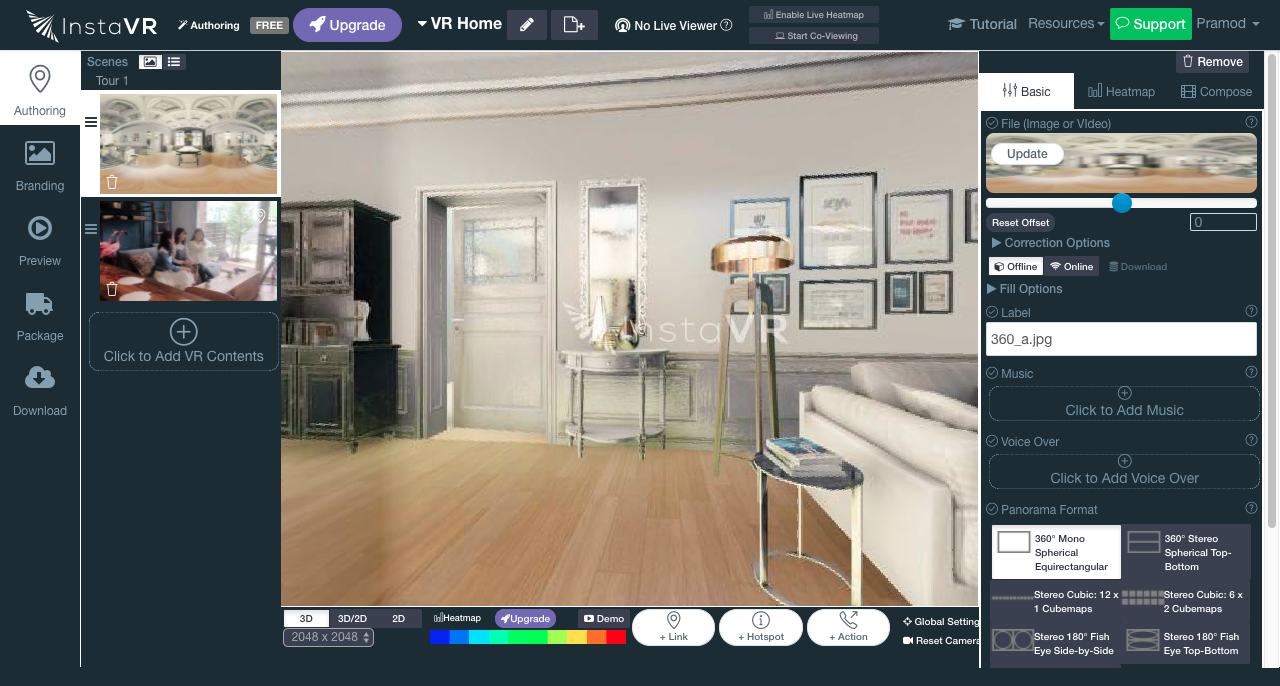 InstaVR
Authoring
FREE
Upgrade
VR Home
No Live Viewer
Enable Live Heatmap
Start Co-Viewing
Tutorial
Resources
Support
Pramod
Authoring
Branding
Preview
Package
Download
Scenes
Tour 1
Click to Add VR Contents
InstaVR
3D
3D/2D
2D
2048 x 2048
Heatmap
Upgrade
Demo
+ Link
+ Hotspot
+ Action
Global Setting
Reset Camera
Remove
Basic
Heatmap
Compose
File (Image or VIdeo)
Update
Reset Offset
0
Correction Options
Offline
Online
Download
Fill Options
Label
360_a.jpg
Music
Click to Add Music
Voice Over
Click to Add Voice Over
Panorama Format
360° Mono
Spherical
Equirectangular
360° Stereo
Spherical Top-
Bottom
Stereo Cubic: 12 x
1 Cubemaps
Stereo Cubic: 6 x
2 Cubemaps
Stereo 180° Fish
Eye Side-by-Side
Stereo 180° Fish
Eye Top-Bottom